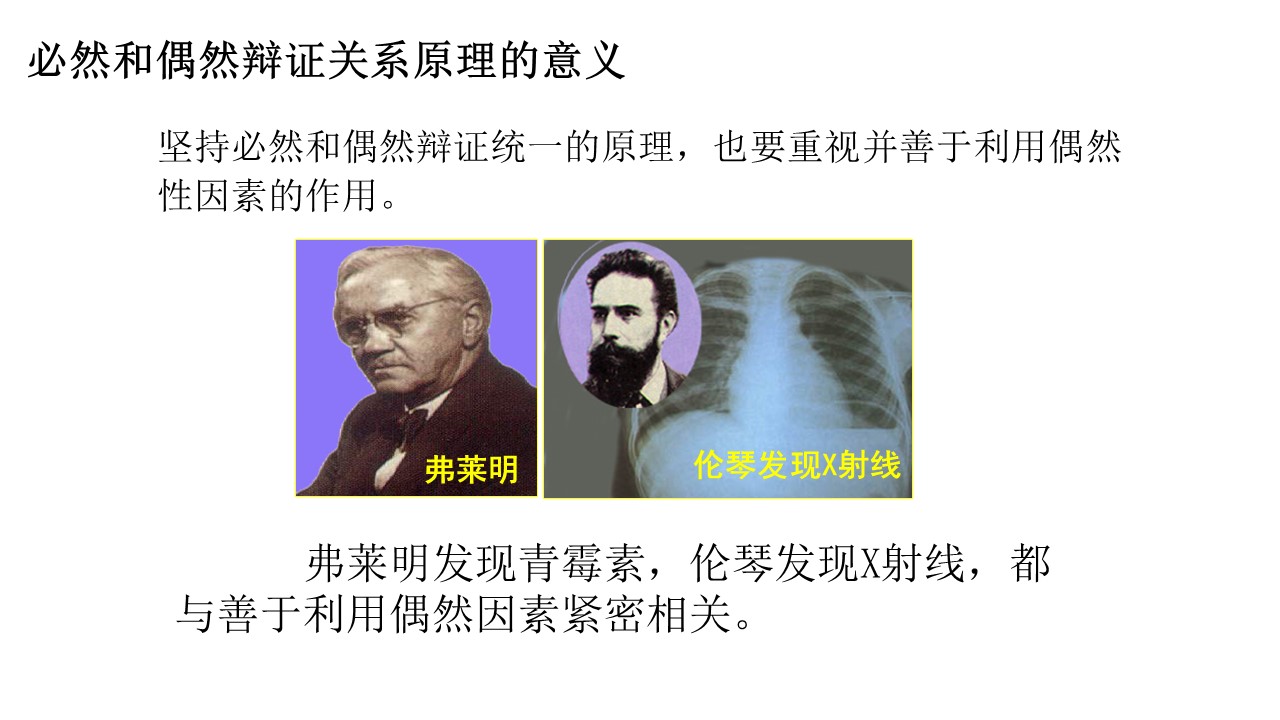 必然和偶然辩证关系原理的意义
坚持必然和偶然辩证统一的原理，也要重视并善于利用偶然
性因素的作用。
弗莱明
伦琴发现X射线
弗莱明发现青霉素，伦琴发现X射线，都
与善于利用偶然因素紧密相关。